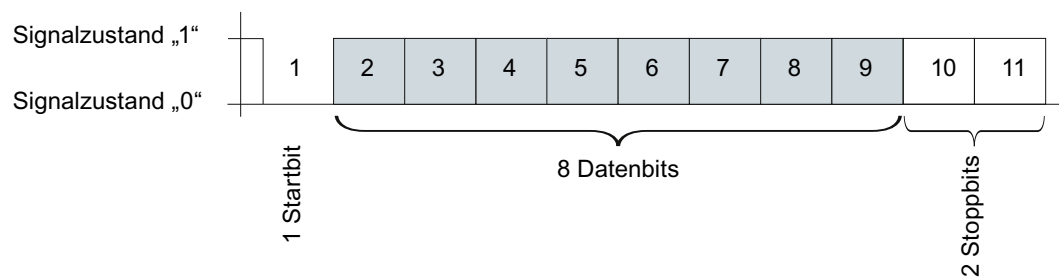 Signalzustand „1“
1 2 3 4 5 6 7 8 9 10 11
Signalzustand „0“
1 Startbit
8 Datenbits
2 Stoppbits